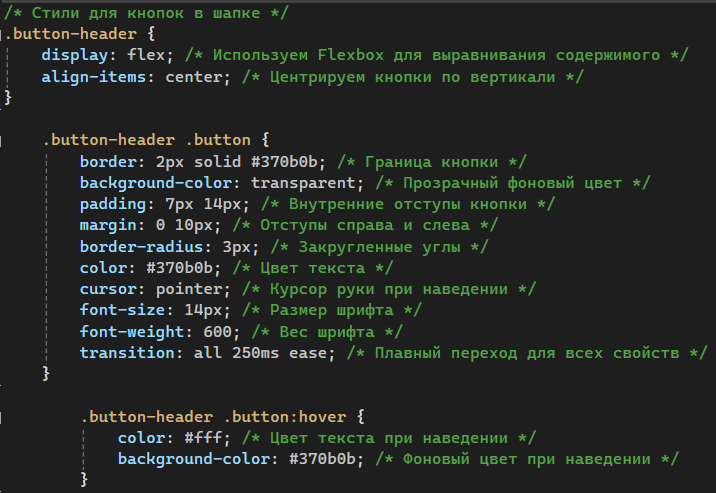 /* Стили для кнопок в шапке */
.button-header {
display: flex; /* Используем Flexbox для выравнивания содержимого */
align-items: center; /* Центрируем кнопки по вертикали */
}
.button-header .button {
border: 2px solid #370b0b; /* Граница кнопки */
background-color: transparent; /* Прозрачный фоновый цвет */
padding: 7px 14px; /* Внутренние отступы кнопки */
margin: 0 10px; /* Отступы справа и слева */
border-radius: 3px; /* Закругленные углы */
color: #370b0b; /* Цвет текста */
cursor: pointer; /* Курсор руки при наведении */
font-size: 14px; /* Размер шрифта */
font-weight: 600; /* Вес шрифта */
transition: all 250ms ease; /* Плавный переход для всех свойств */
}
.button-header .button:hover {
color: #fff; /* Цвет текста при наведении */
background-color: #370b0b; /* Фоновый цвет при наведении */
}